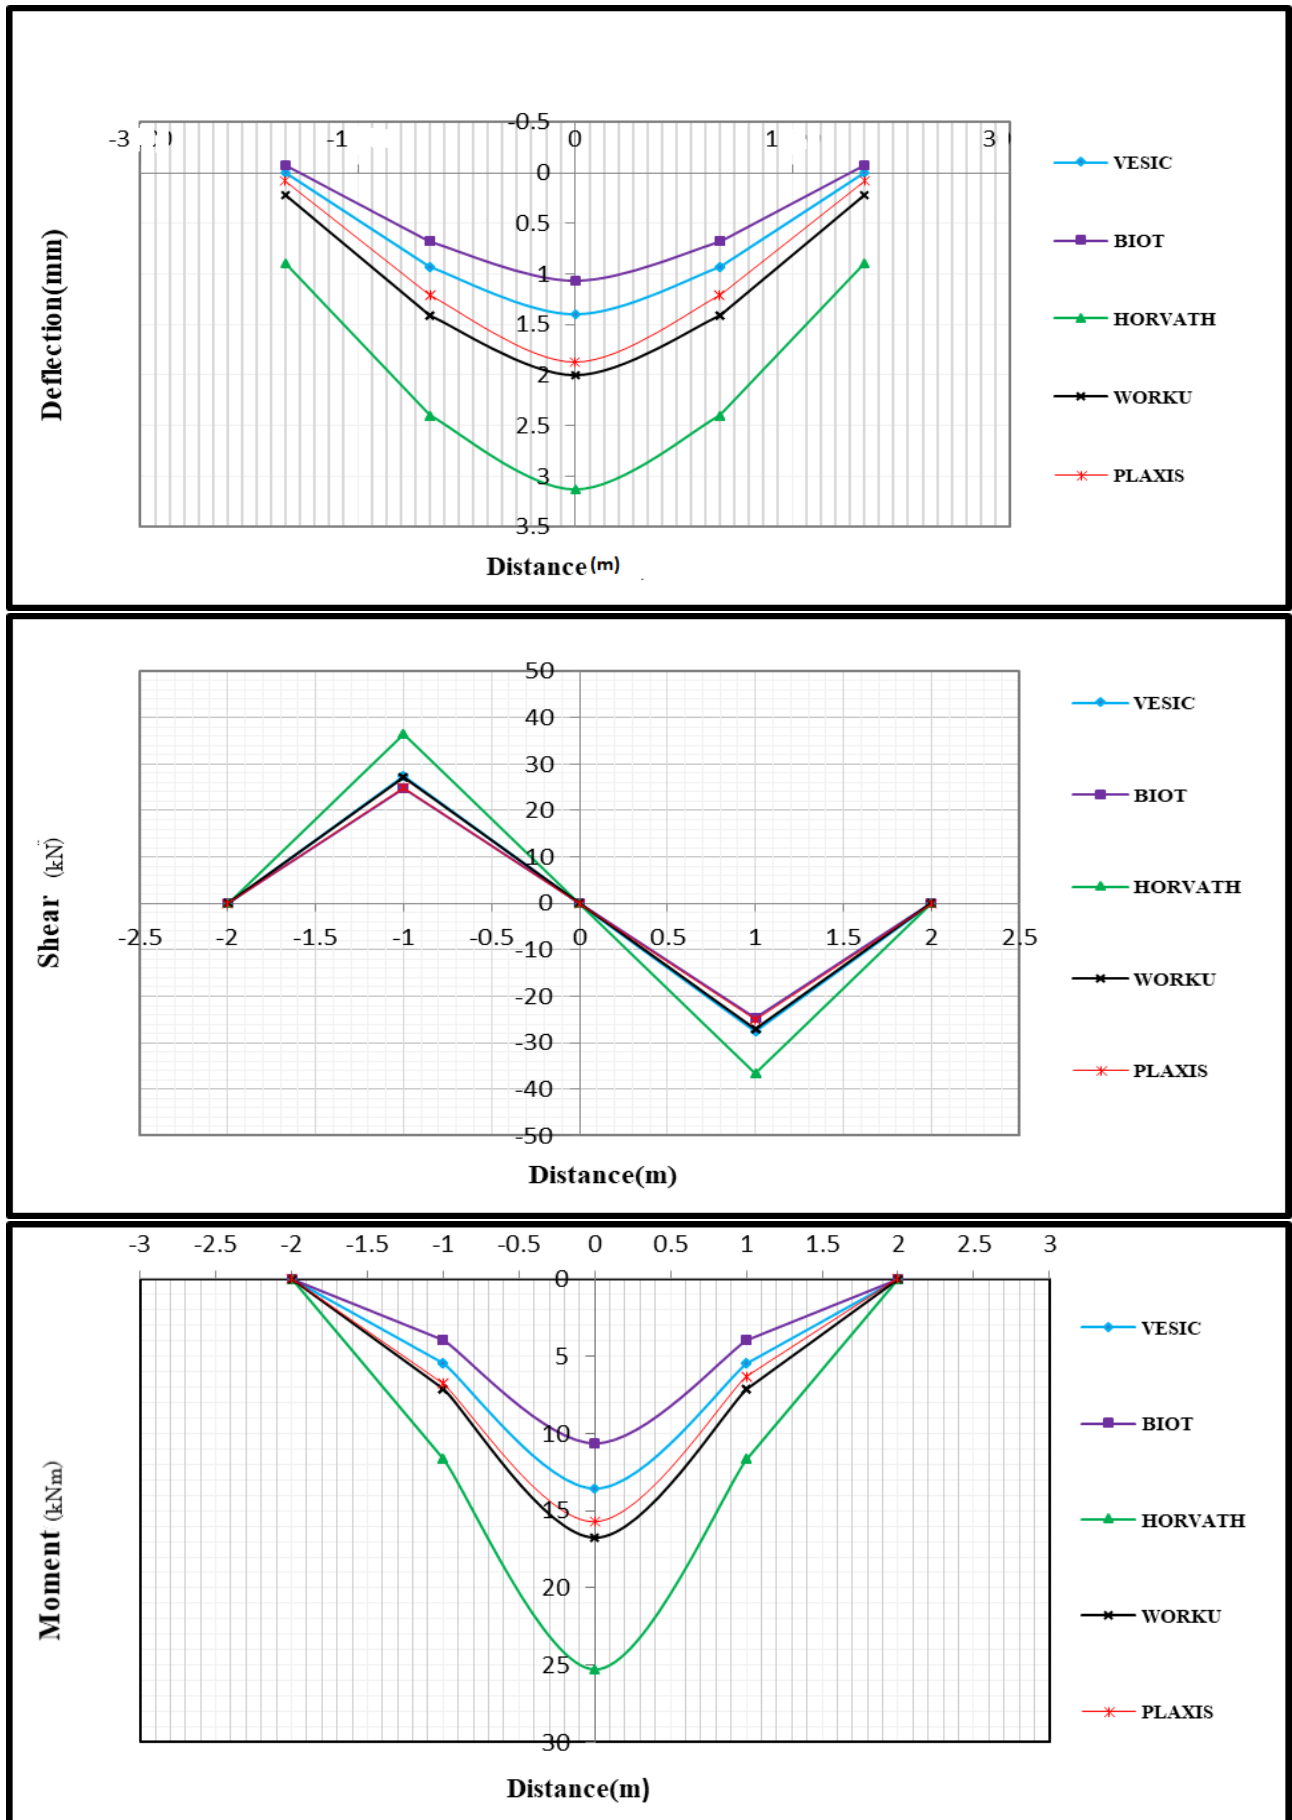 -0.5
-3 0 -1 0 1 3 0
0
0.5
1
1.5
2
2.5
3
3.5
Deflection(mm)
Distance(m)
VESIC
BIOT
HORVATH
WORKU
PLAXIS
50
40
30
20
10
0
-2.5 -2 -1.5 -1 -0.5 0 0.5 1 1.5 2 2.5
-10
-20
-30
-40
-50
Shear (kN)
Distance(m)
VESIC
BIOT
HORVATH
WORKU
PLAXIS
-3 -2.5 -2 -1.5 -1 -0.5 0 0.5 1 1.5 2 2.5 3
0
5
10
15
20
25
30
Moment (kNm)
Distance(m)
VESIC
BIOT
HORVATH
WORKU
PLAXIS